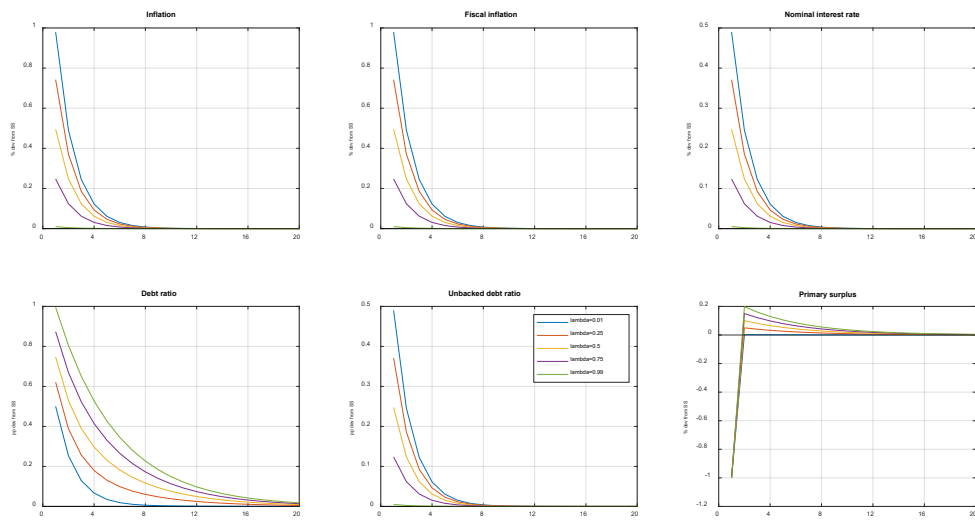 Inflation
Fiscal inflation
Nominal interest rate
1
0.8
0.6
0.4
0.2
0
% dev from SS
0 4 8 12 16 20
1
0.8
0.6
0.4
0.2
0
% dev from SS
0 4 8 12 16 20
0.5
0.4
0.3
0.2
0.1
0
% dev from SS
0 4 8 12 16 20
Debt ratio
Unbacked debt ratio
Primary surplus
1
0.8
0.6
0.4
0.2
0
pp dev from SS
0 4 8 12 16 20
0.5
0.4
0.3
0.2
0.1
0
pp dev from SS
lambda=0.01
lambda=0.25
lambda=0.5
lambda=0.75
lambda=0.99
0 4 8 12 16 20
0.2
0
-0.2
-0.4
-0.6
-0.8
-1
-1.2
% dev from SS
0 4 8 12 16 20